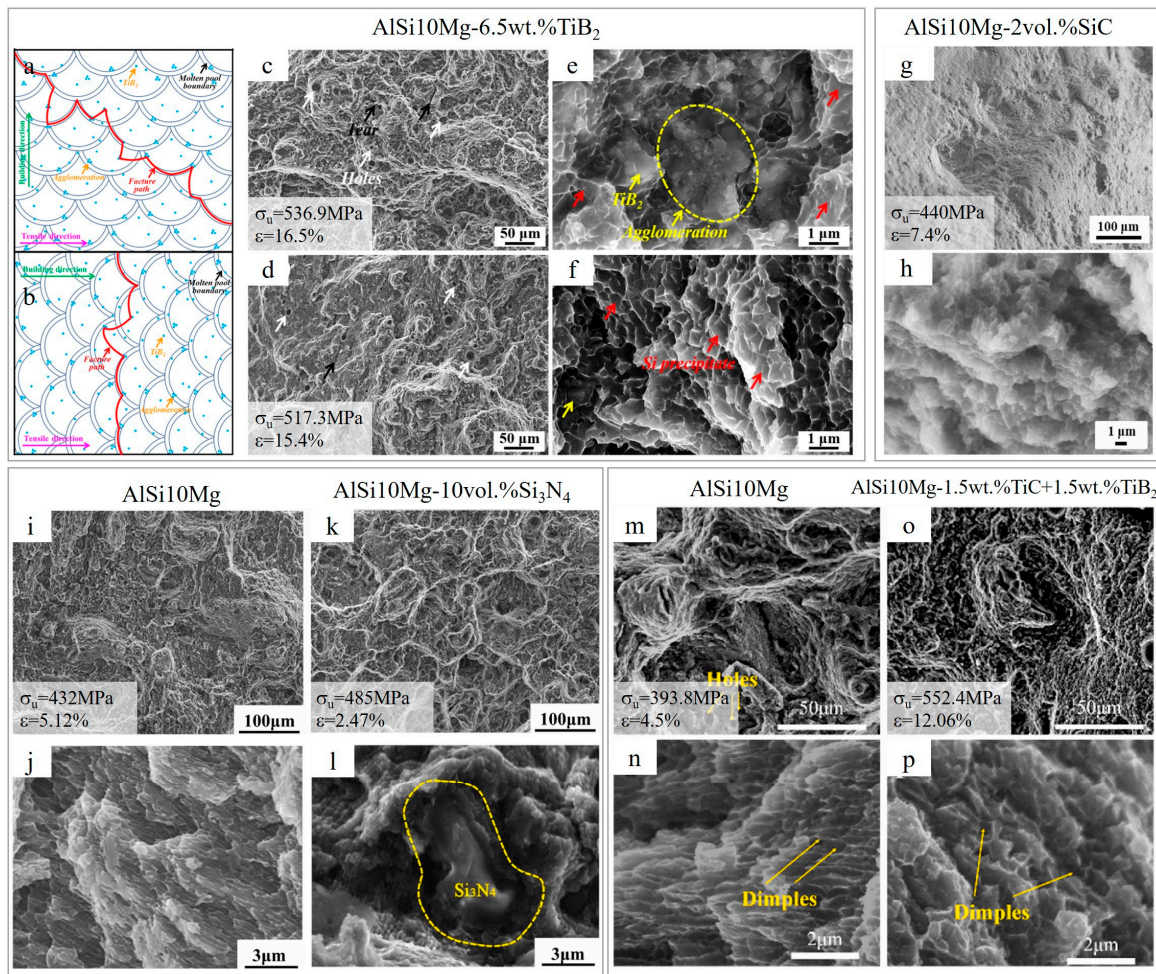 AlSi10Mg-6.5wt.%TiB₂
a
TiB₂
Molten pool
boundary
Building direction
Agglomeration
Facture
path
Tensile direction
b
Building direction
Molten pool
boundary
TiB₂
Facture
path
Agglomeration
Tensile direction
c
Tear
Holes
σᵤ=536.9MPa
ε=16.5%
50 μm
d
σᵤ=517.3MPa
ε=15.4%
50 μm
e
TiB₂
Agglomeration
1 μm
f
Si precipitate
1 μm
AlSi10Mg-2vol.%SiC
g
σᵤ=440MPa
ε=7.4%
100 μm
h
1 μm
AlSi10Mg
i
σᵤ=432MPa
ε=5.12%
100μm
j
3μm
AlSi10Mg-10vol.%Si₃N₄
k
σᵤ=485MPa
ε=2.47%
100μm
l
Si₃N₄
3μm
AlSi10Mg
m
Holes
σᵤ=393.8MPa
ε=4.5%
50μm
n
Dimples
2μm
AlSi10Mg-1.5wt.%TiC+1.5wt.%TiB₂
o
σᵤ=552.4MPa
ε=12.06%
50μm
p
Dimples
2μm